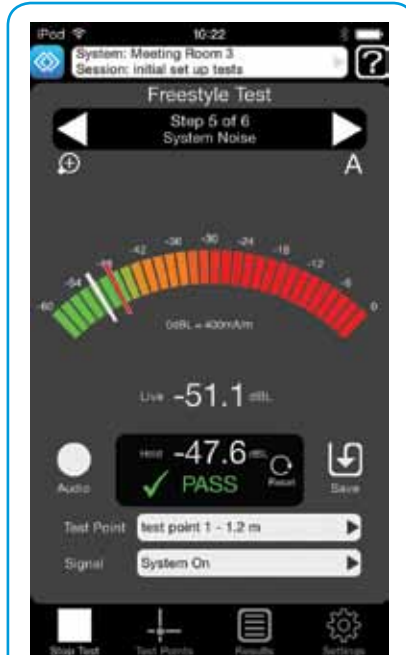 iPod 10:22
System: Meeting Room 3
Session: initial set up tests
?
Freestyle Test
Step 5 of 6
System Noise
A
-60 -54 -48 -42 -36 -30 -24 -18 -12 -6 0
0dBL = 400mA/m
Live -51.1 dBL
Hold -47.6 dBL
PASS
Audio Reset Save
Test Point test point 1 - 1.2 m
Signal System On
Stop Test Test Points Results Settings